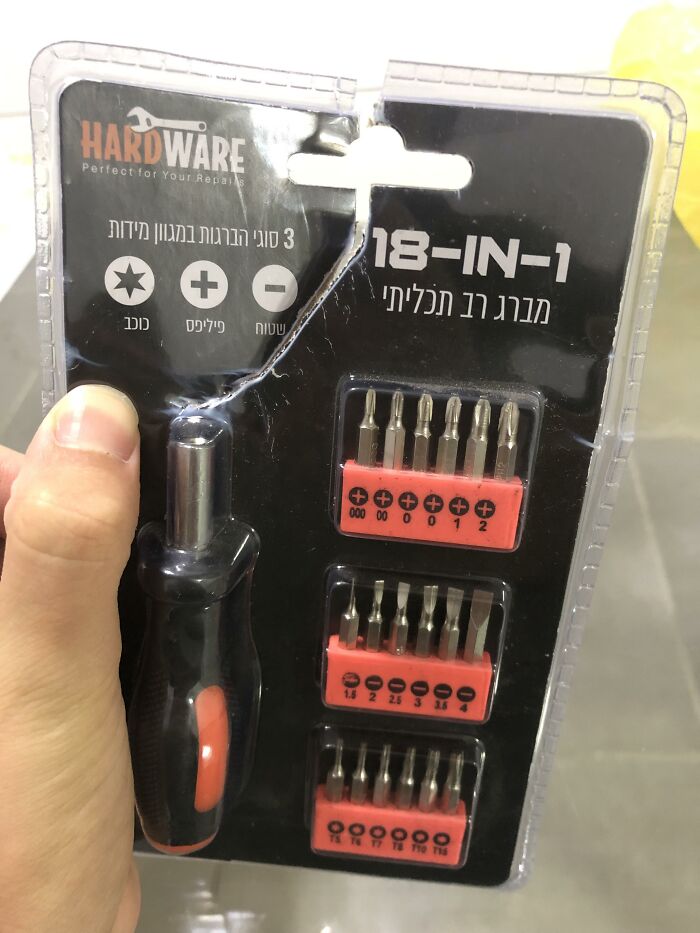 HARDWARE
Perfect for Your Repairs
3 סוגי הברגות במגוון מידות
כוכב
פיליפס
שטוח
18-IN-1
מברג רב תכליתי
000 00 0 0 1 2
1.5 2 2.5 3 3.5 4
T5 T6 T7 T8 T10 T15